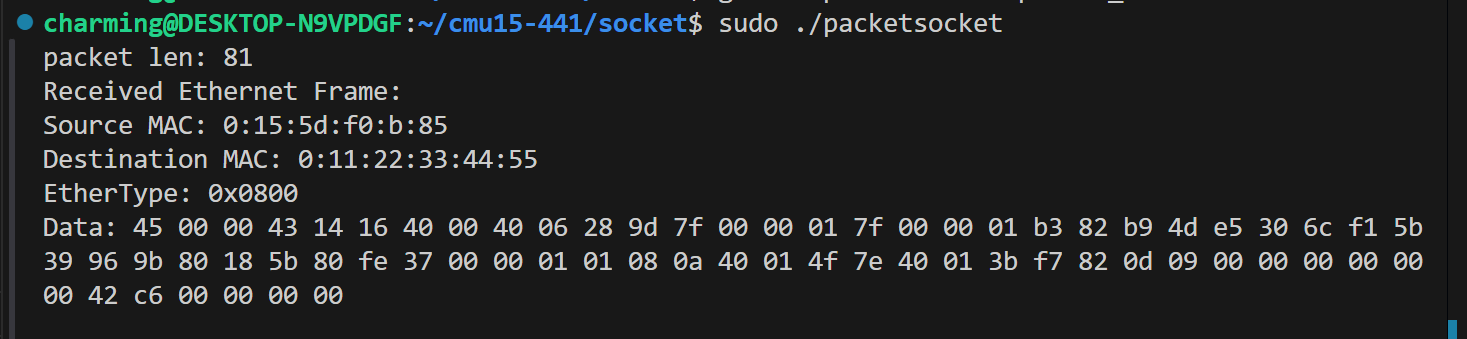 charming@DESKTOP-N9VPDGF:~/cmu15-441/socket$ sudo ./packetsocket
packet len: 81
Received Ethernet Frame:
Source MAC: 0:15:5d:f0:b:85
Destination MAC: 0:11:22:33:44:55
EtherType: 0x0800
Data: 45 00 00 43 14 16 40 00 40 06 28 9d 7f 00 00 01 7f 00 00 01 b3 82 b9 4d e5 30 6c f1 5b
39 96 9b 80 18 5b 80 fe 37 00 00 01 01 08 0a 40 01 4f 7e 40 01 3b f7 82 0d 09 00 00 00 00 00
00 42 c6 00 00 00 00